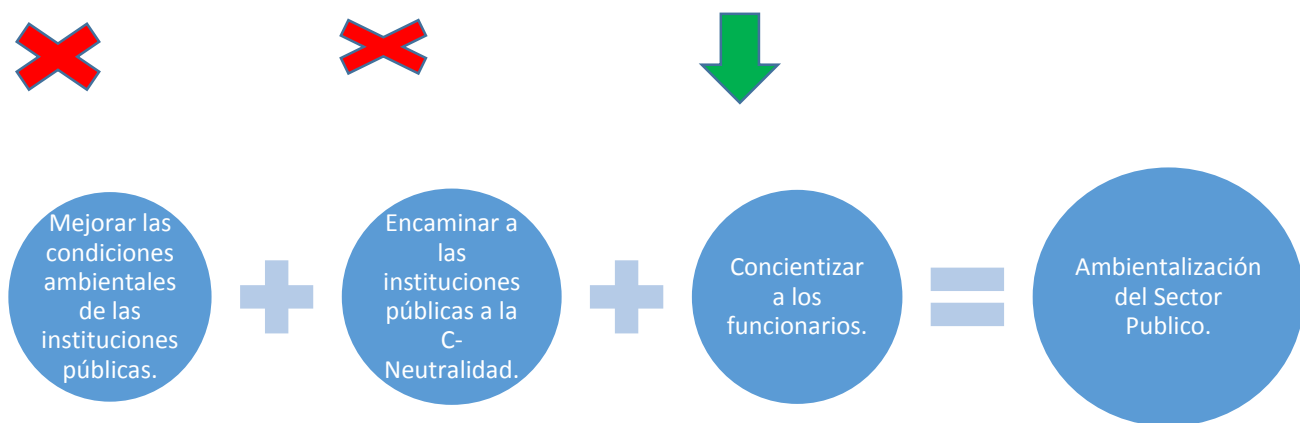 Mejorar las
condiciones
ambientales
de las
instituciones
públicas.
Encaminar a
las
instituciones
públicas a la
C-
Neutralidad.
Concientizar
a los
funcionarios.
Ambientalización
del Sector
Publico.